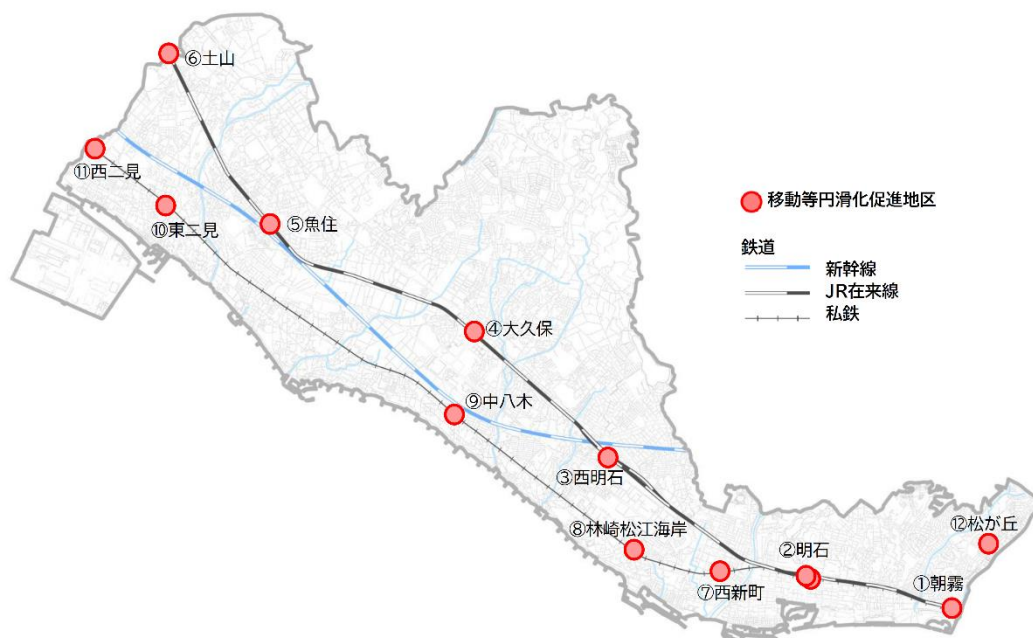 ⑥土山
⑪西二見
⑩東二見
⑤魚住
④大久保
⑨中八木
③西明石
⑧林崎松江海岸
⑦西新町
②明石
①朝霧
⑫松が丘
移動等円滑化促進地区
鉄道
新幹線
JR在来線
私鉄